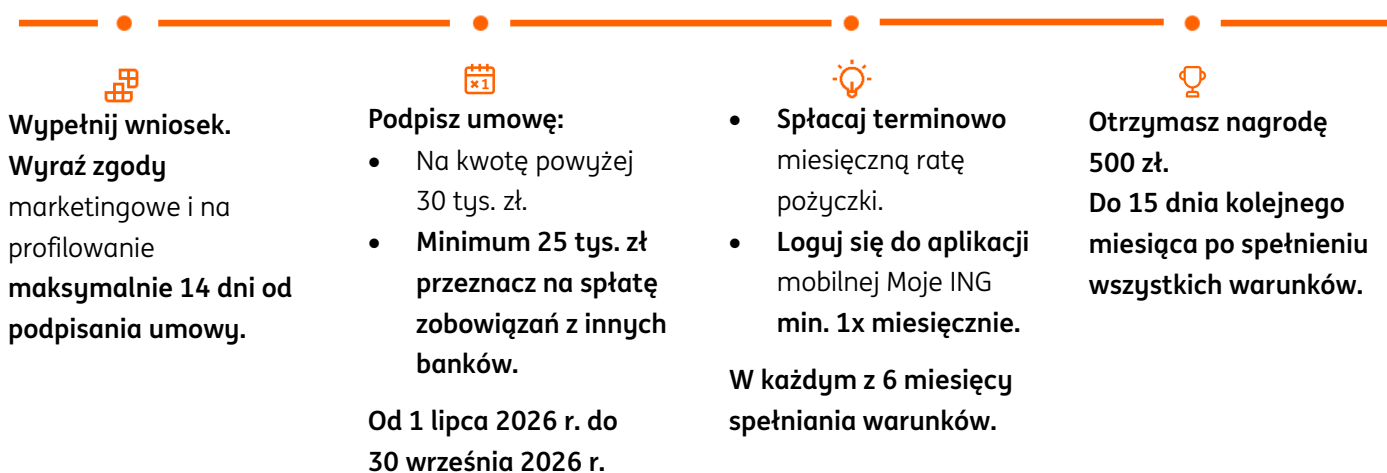 Wypełnij wniosek.
Wyraź zgody
marketingowe i na
profilowanie
maksymalnie 14 dni od
podpisania umowy.
x1
Podpisz umowę:
• Na kwotę powyżej
30 tys. zł.
• Minimum 25 tys. zł
przeznacz na spłatę
zobowiązań z innych
banków.
Od 1 lipca 2026 r. do
30 września 2026 r.
• Spłacaj terminowo
miesięczną ratę
pożyczki.
• Loguj się do aplikacji
mobilnej Moje ING
min. 1x miesięcznie.
W każdym z 6 miesięcy
spełniania warunków.
Otrzymasz nagrodę
500 zł.
Do 15 dnia kolejnego
miesiąca po spełnieniu
wszystkich warunków.